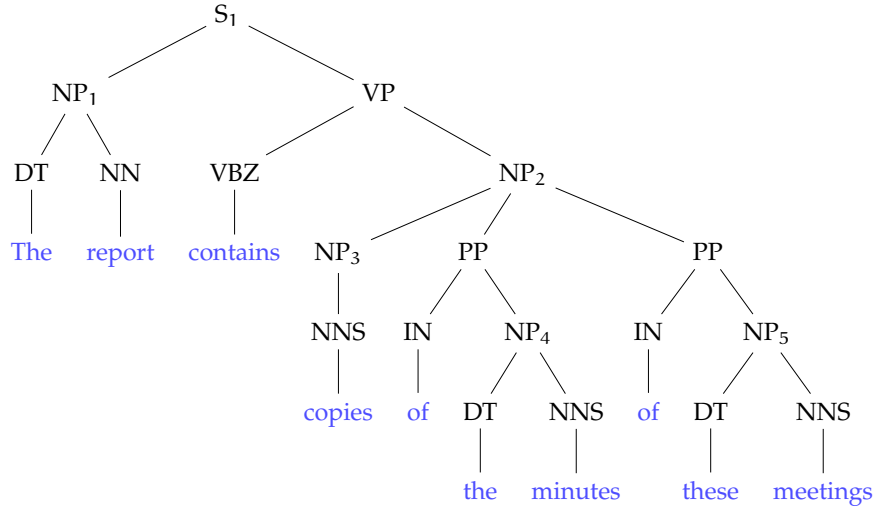 S₁
NP₁ VP
DT NN VBZ NP₂
The report contains NP₃ PP PP
NNS IN NP₄ IN NP₅
copies of DT NNS of DT NNS
the minutes these meetings